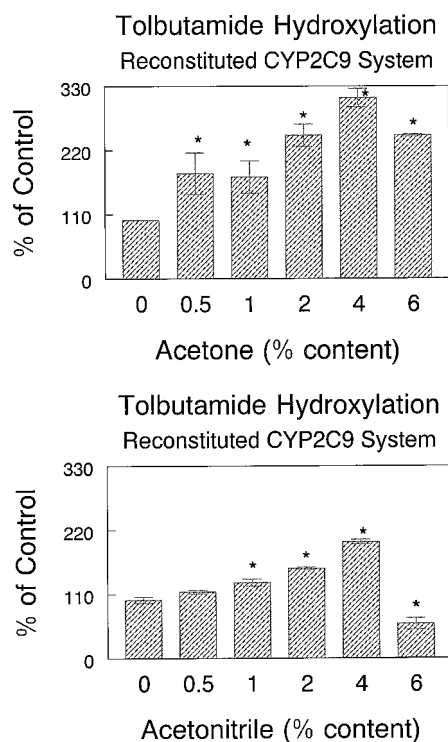 Tolbutamide Hydroxylation
Reconstituted CYP2C9 System
% of Control
330
220
110
0
*
*
*
*
*
0 0.5 1 2 4 6
Acetone (% content)
Tolbutamide Hydroxylation
Reconstituted CYP2C9 System
% of Control
330
220
110
0
*
*
*
*
0 0.5 1 2 4 6
Acetonitrile (% content)